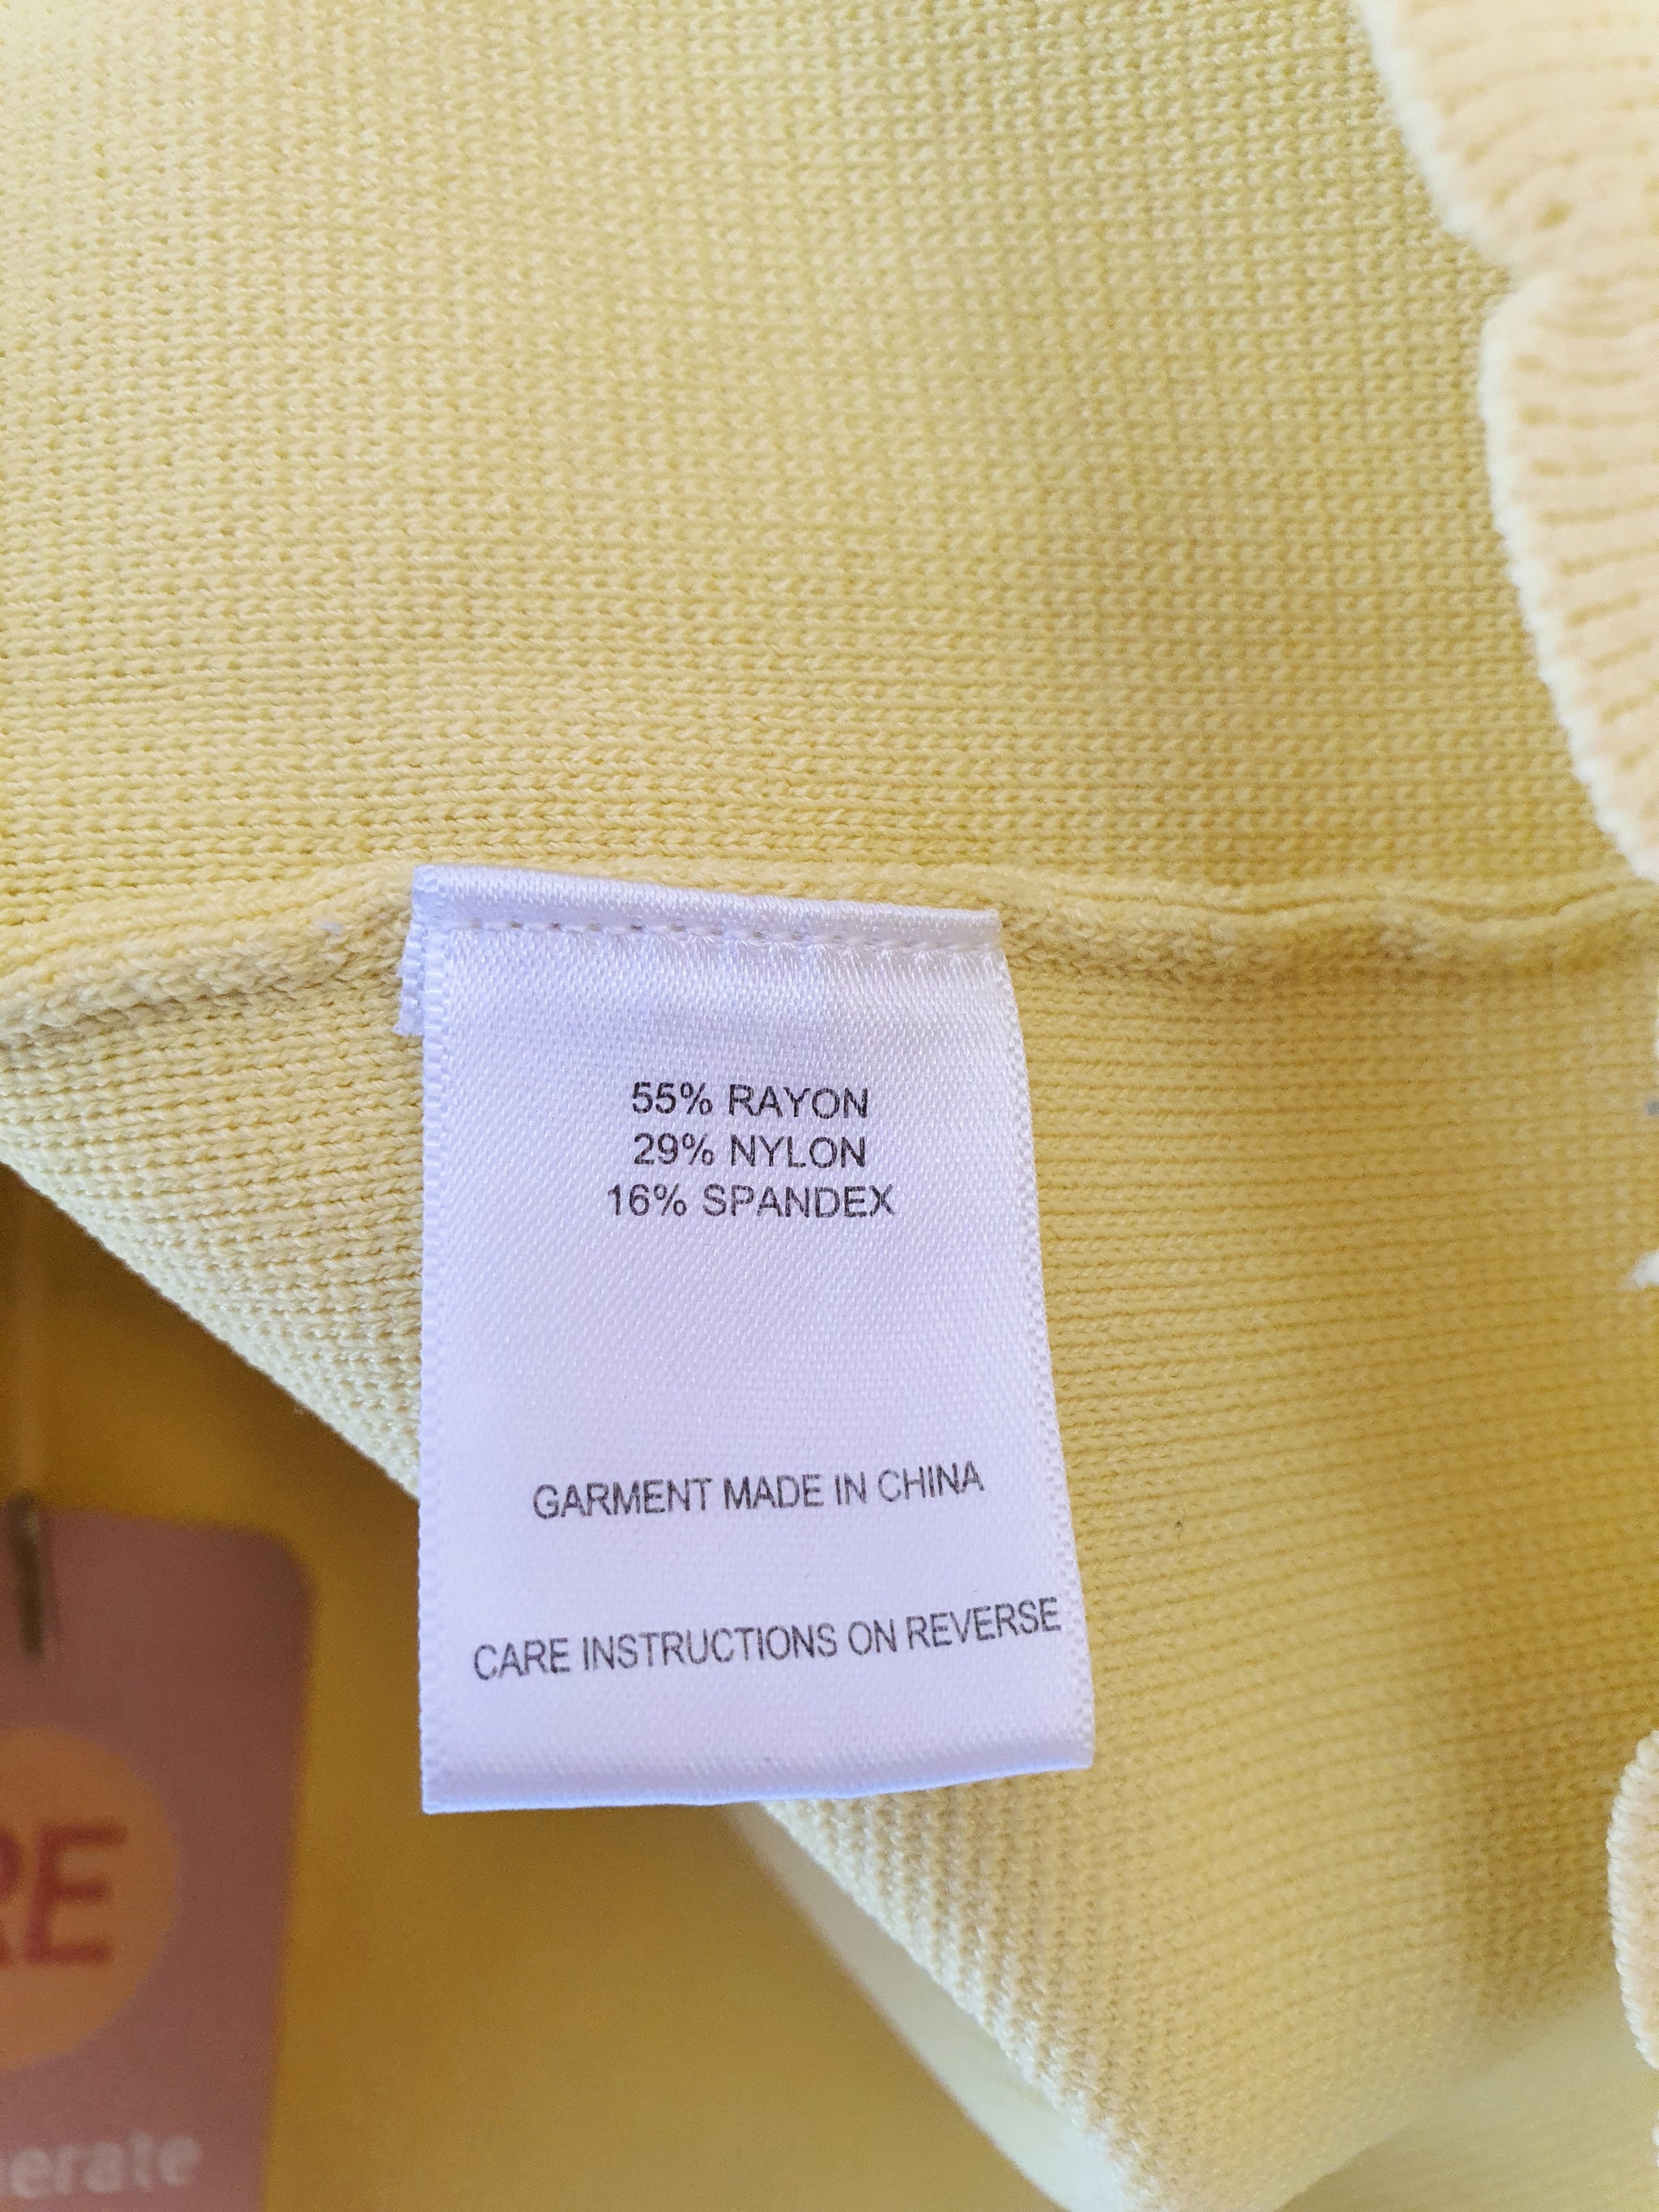 55% RAYON
29% NYLON
16% SPANDEX
GARMENT MADE IN CHINA
CARE INSTRUCTIONS ON REVERSE